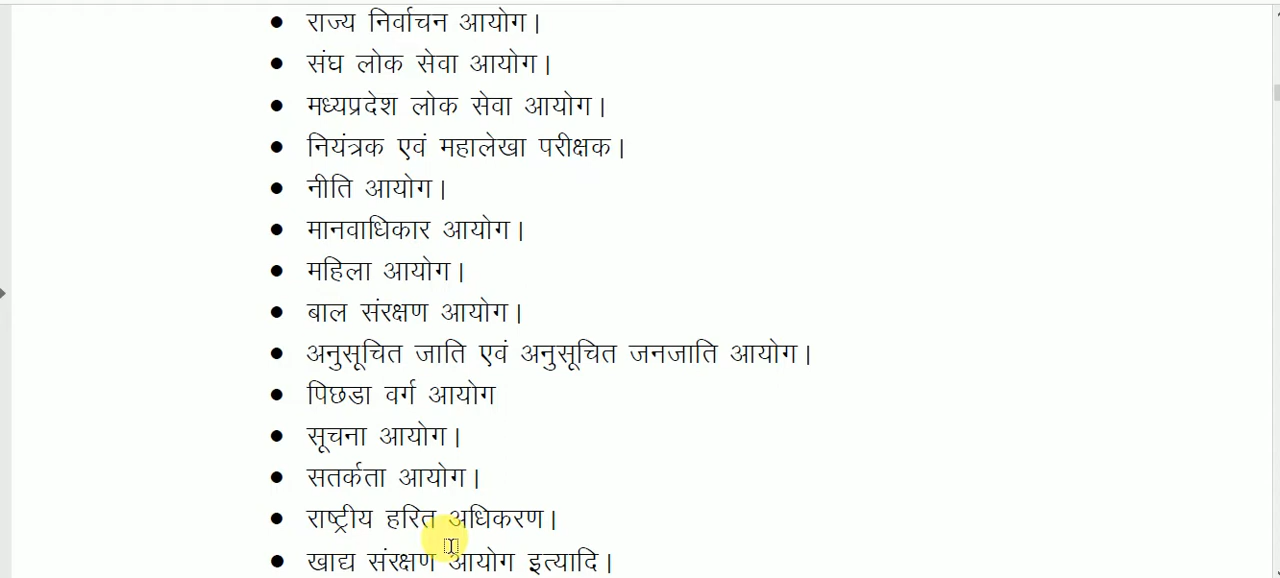 • राज्य निर्वाचन आयोग।
• संघ लोक सेवा आयोग।
• मध्यप्रदेश लोक सेवा आयोग।
• नियंत्रक एवं महालेखा परीक्षक।
• नीति आयोग।
• मानवाधिकार आयोग।
• महिला आयोग।
• बाल संरक्षण आयोग।
• अनुसूचित जाति एवं अनुसूचित जनजाति आयोग।
• पिछडा वर्ग आयोग
• सूचना आयोग।
• सतर्कता आयोग।
• राष्ट्रीय हरित अधिकरण।
• खाद्य संरक्षण आयोग इत्यादि।